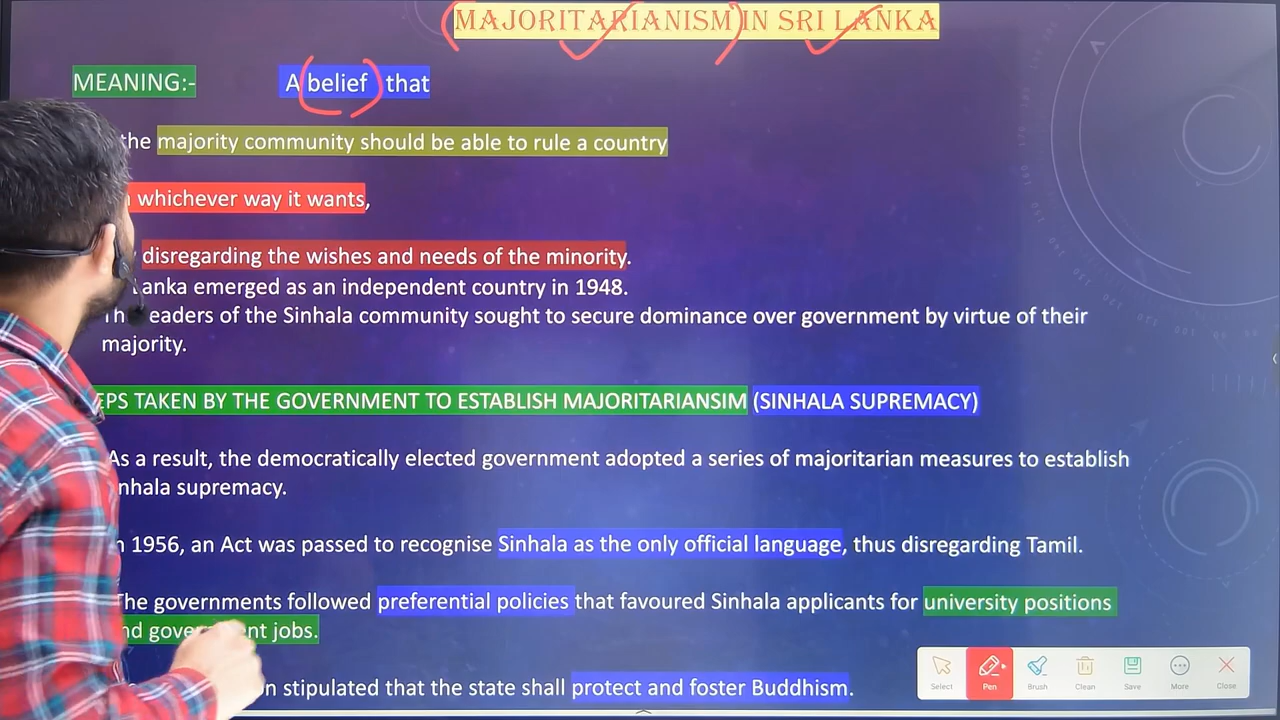 MAJORITARIANISM IN SRI LANKA
MEANING:- A belief that
the majority community should be able to rule a country
whichever way it wants,
disregarding the wishes and needs of the minority.
Lanka emerged as an independent country in 1948.
leaders of the Sinhala community sought to secure dominance over government by virtue of their
majority.
EPS TAKEN BY THE GOVERNMENT TO ESTABLISH MAJORITARIANSIM (SINHALA SUPREMACY)
As a result, the democratically elected government adopted a series of majoritarian measures to establish
nhala supremacy.
n 1956, an Act was passed to recognise Sinhala as the only official language, thus disregarding Tamil.
The governments followed preferential policies that favoured Sinhala applicants for university positions
nd government jobs.
n stipulated that the state shall protect and foster Buddhism.
Select Pen Brush Clean Save More Close